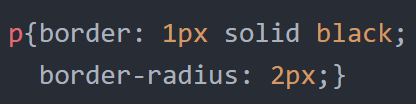 p{border: 1px solid black;
  border-radius: 2px;}